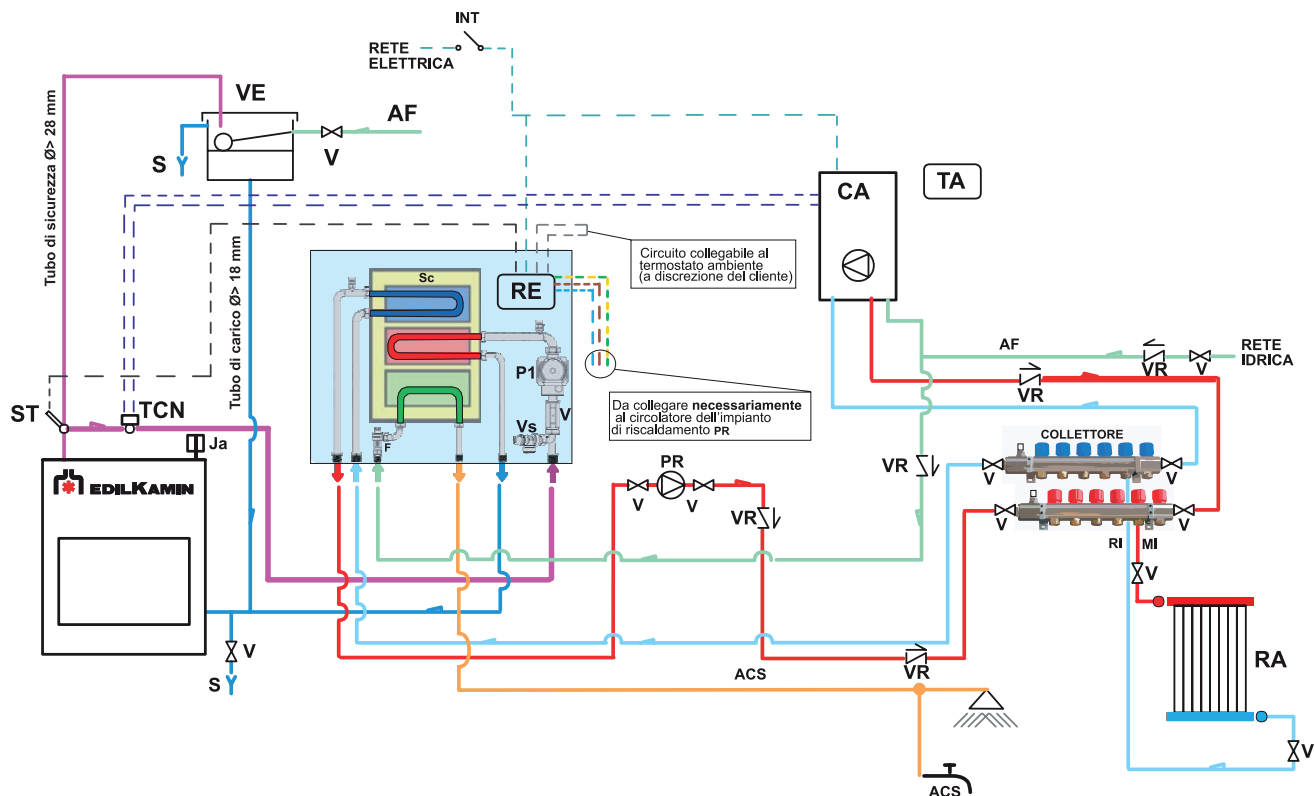 INT
RETE
ELETTRICA
VE
AF
V
S
Tubo di sicurezza Ø> 28 mm
Tubo di carico Ø> 18 mm
CA
TA
Circuito collegabile al
termostato ambiente
(a discrezione del cliente)
Sc
RE
P1
V
Vs
F
Da collegare necessariamente
al circolatore dell'impianto
di riscaldamento PR
AF
VR
V
RETE
IDRICA
VR
ST
TCN
Ja
EDILKAMIN
COLLETTORE
V
V
VR
PR
V
V
VR
V
V
RI
MI
V
RA
V
S
ACS
VR
V
ACS